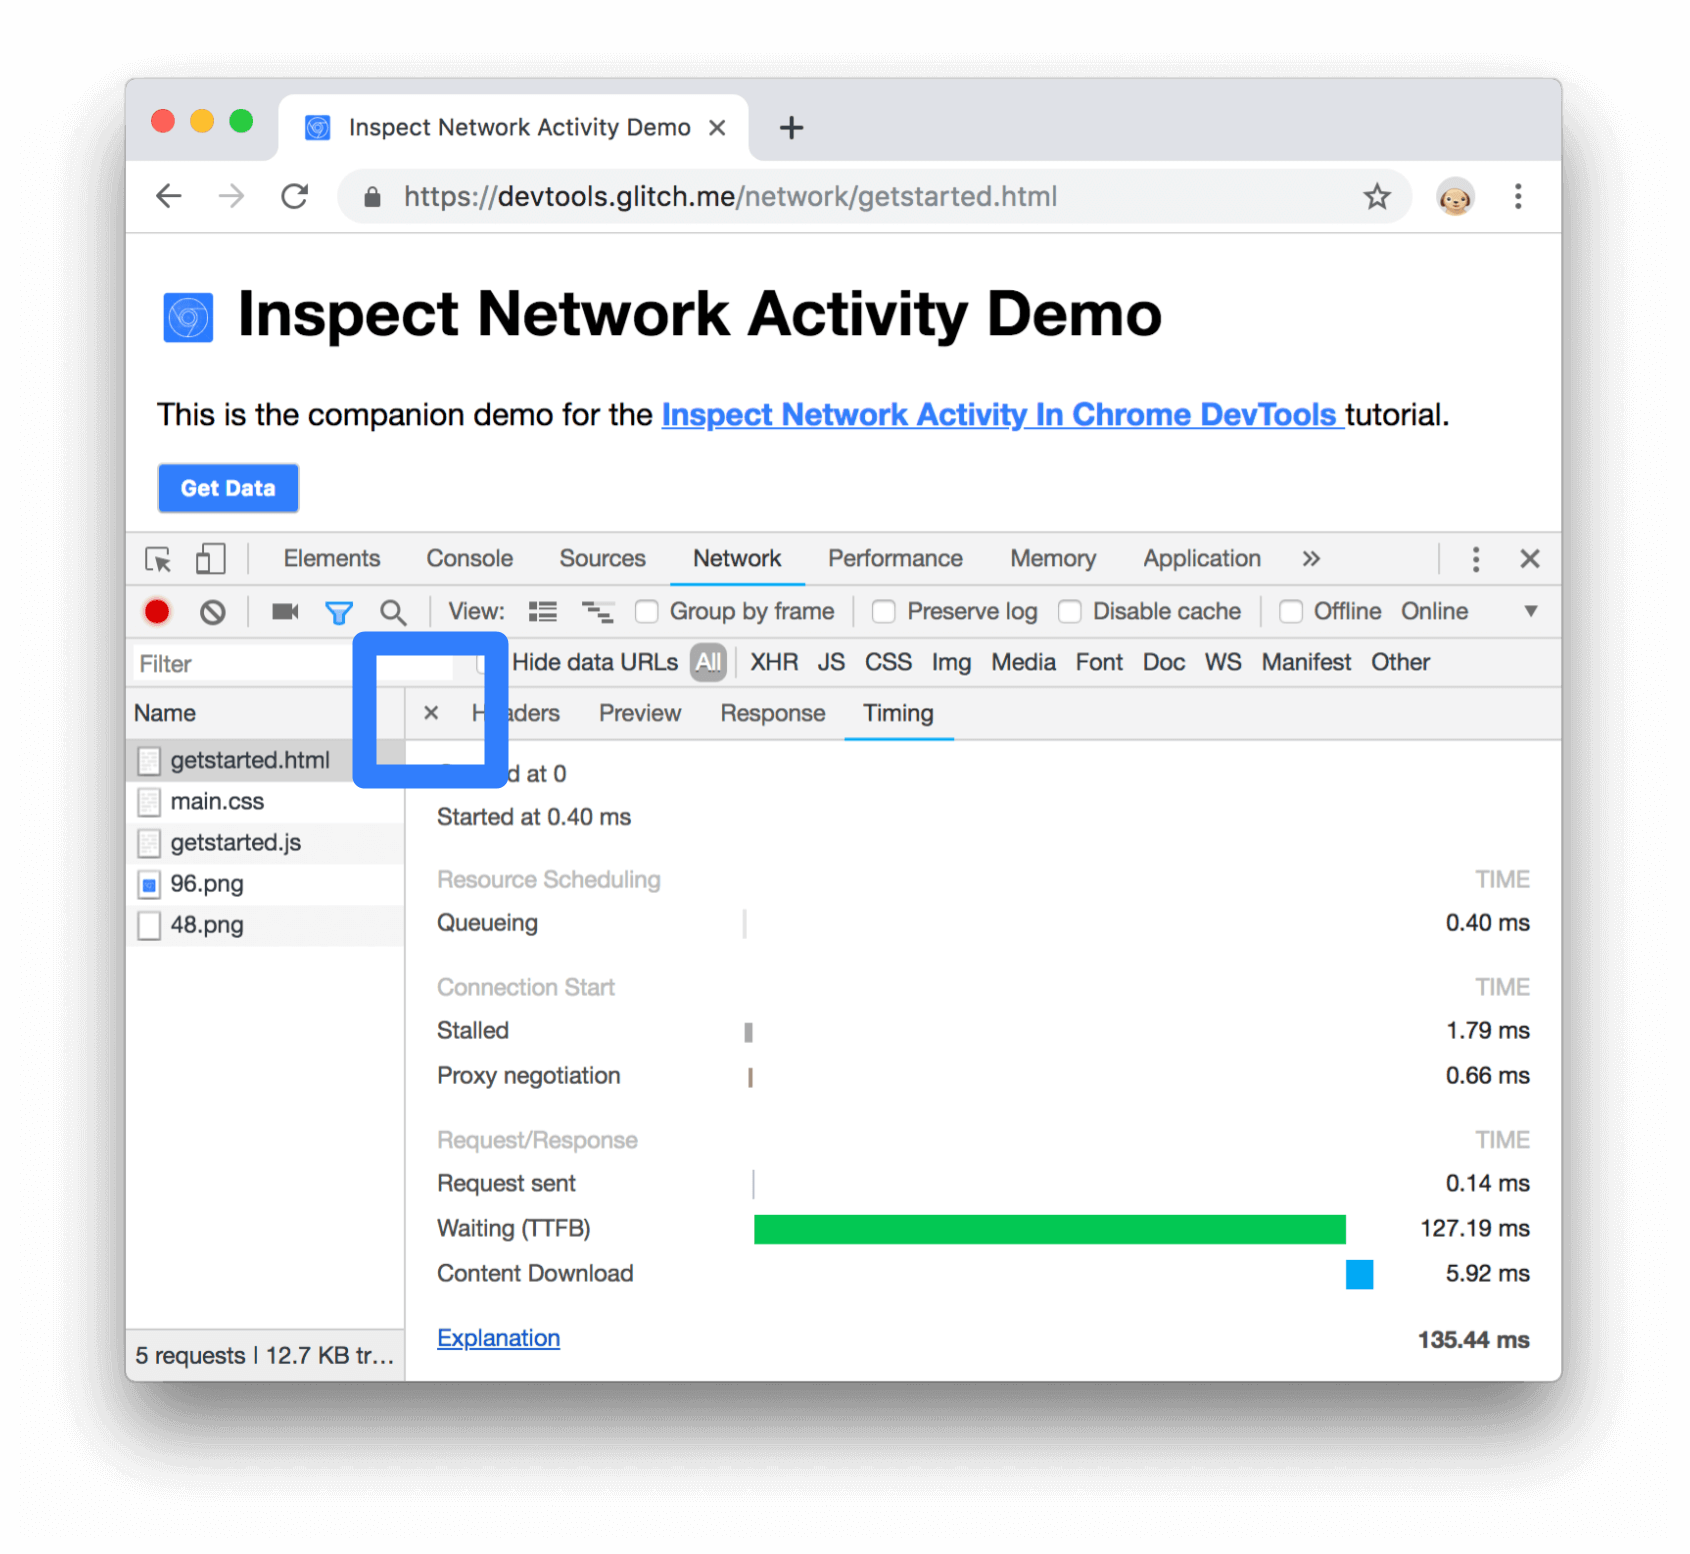 Inspect Network Activity Demo
https://devtools.glitch.me/network/getstarted.html
Inspect Network Activity Demo
This is the companion demo for the Inspect Network Activity In Chrome DevTools tutorial.
Get Data
Elements Console Sources Network Performance Memory Application »
View: Group by frame Preserve log Disable cache Offline Online
Filter Hide data URLs All XHR JS CSS Img Media Font Doc WS Manifest Other
Name
Preview Response Timing
getstarted.html
main.css
getstarted.js
96.png
48.png
5 requests | 12.7 KB tr...
at 0
Started at 0.40 ms
Resource Scheduling TIME
Queueing 0.40 ms
Connection Start TIME
Stalled 1.79 ms
Proxy negotiation 0.66 ms
Request/Response TIME
Request sent 0.14 ms
Waiting (TTFB) 127.19 ms
Content Download 5.92 ms
Explanation 135.44 ms